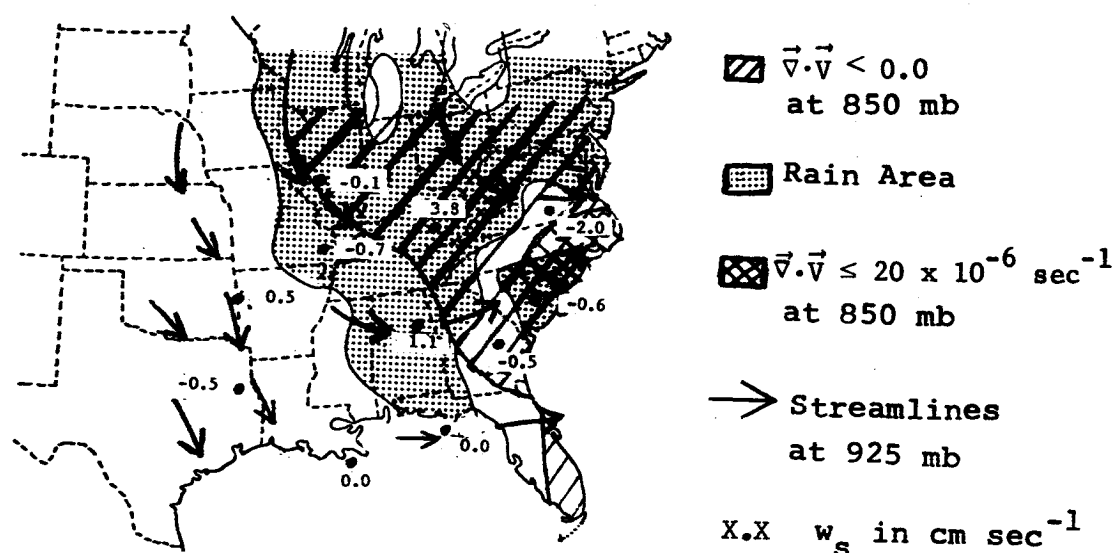 ∇⃗·V⃗ < 0.0
at 850 mb
Rain Area
∇⃗·V⃗ ≤ 20 x 10⁻⁶ sec⁻¹
at 850 mb
Streamlines
at 925 mb
X.X w_s in cm sec⁻¹
-0.1
-3.8
-2.0
-0.7
0.5
-0.6
1.1
-0.5
-0.5
0.0
0.0